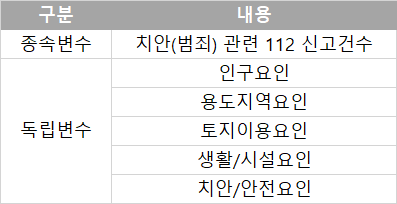 구분 내용
종속변수 치안(범죄) 관련 112 신고건수
인구요인
용도지역요인
독립변수 토지이용요인
생활/시설요인
치안/안전요인